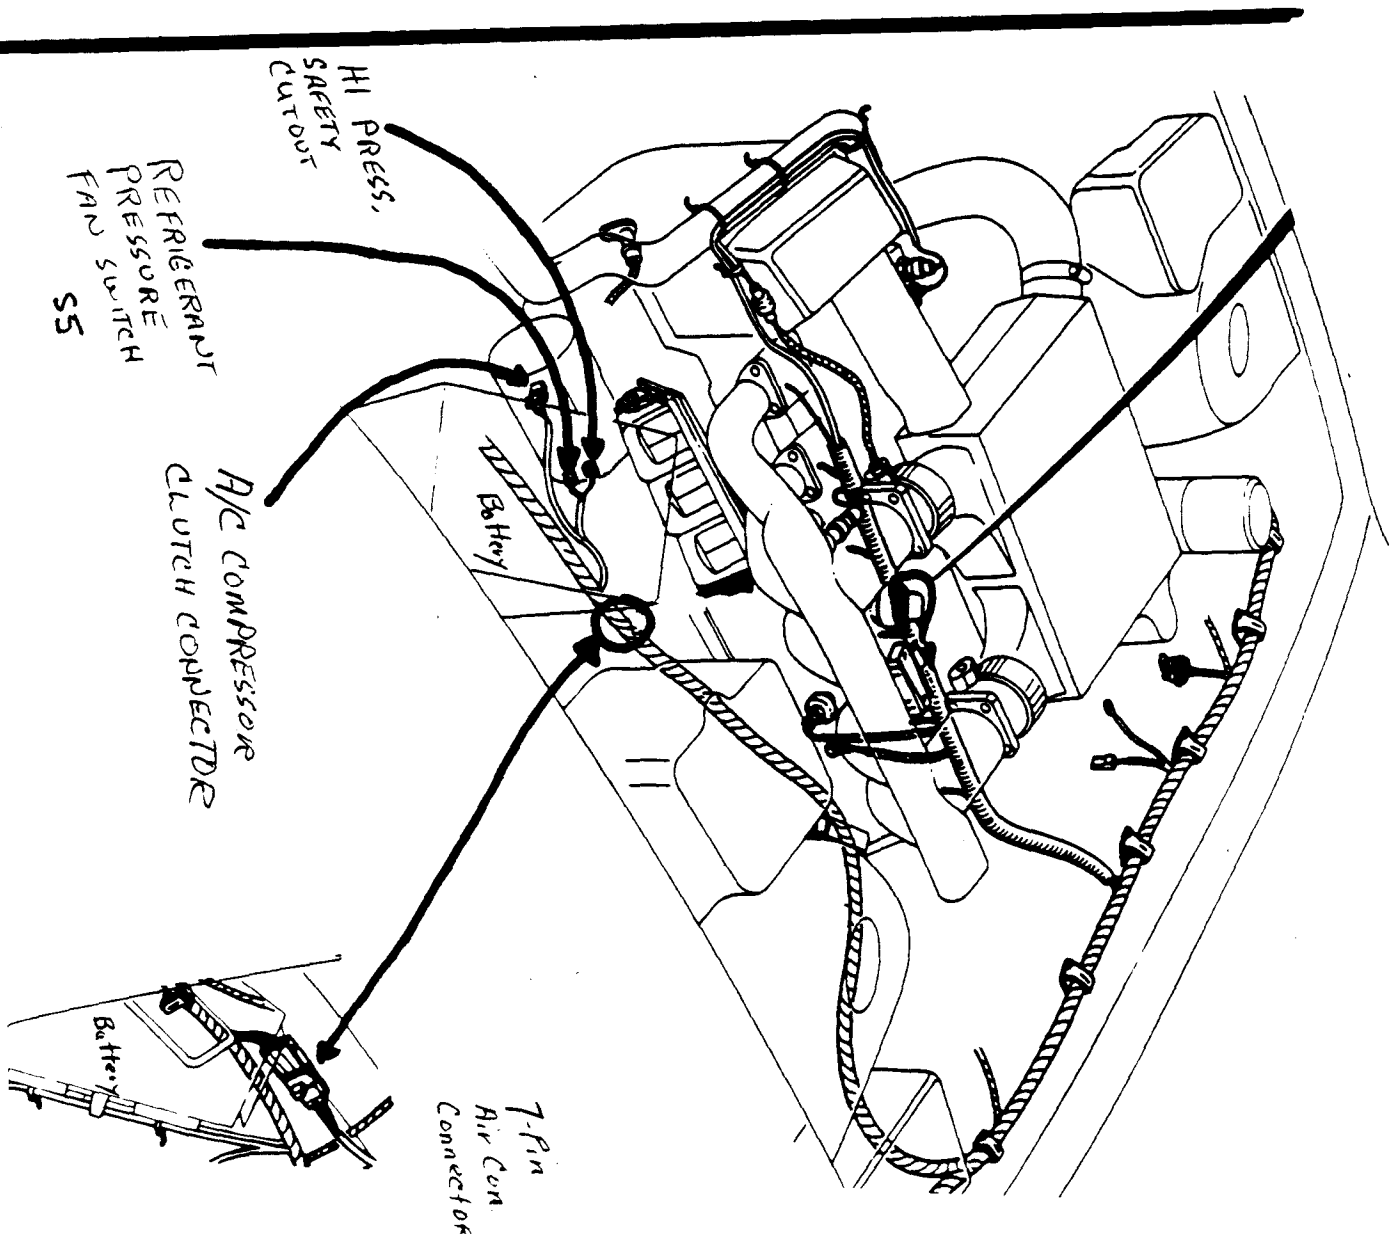 HI PRESS.
SAFETY
CUTOUT
REFRIGERANT
PRESSURE
FAN SWITCH
S5
A/C COMPRESSOR
CLUTCH CONNECTOR
Battery
Battery
7-Pin
Air Con.
Connector